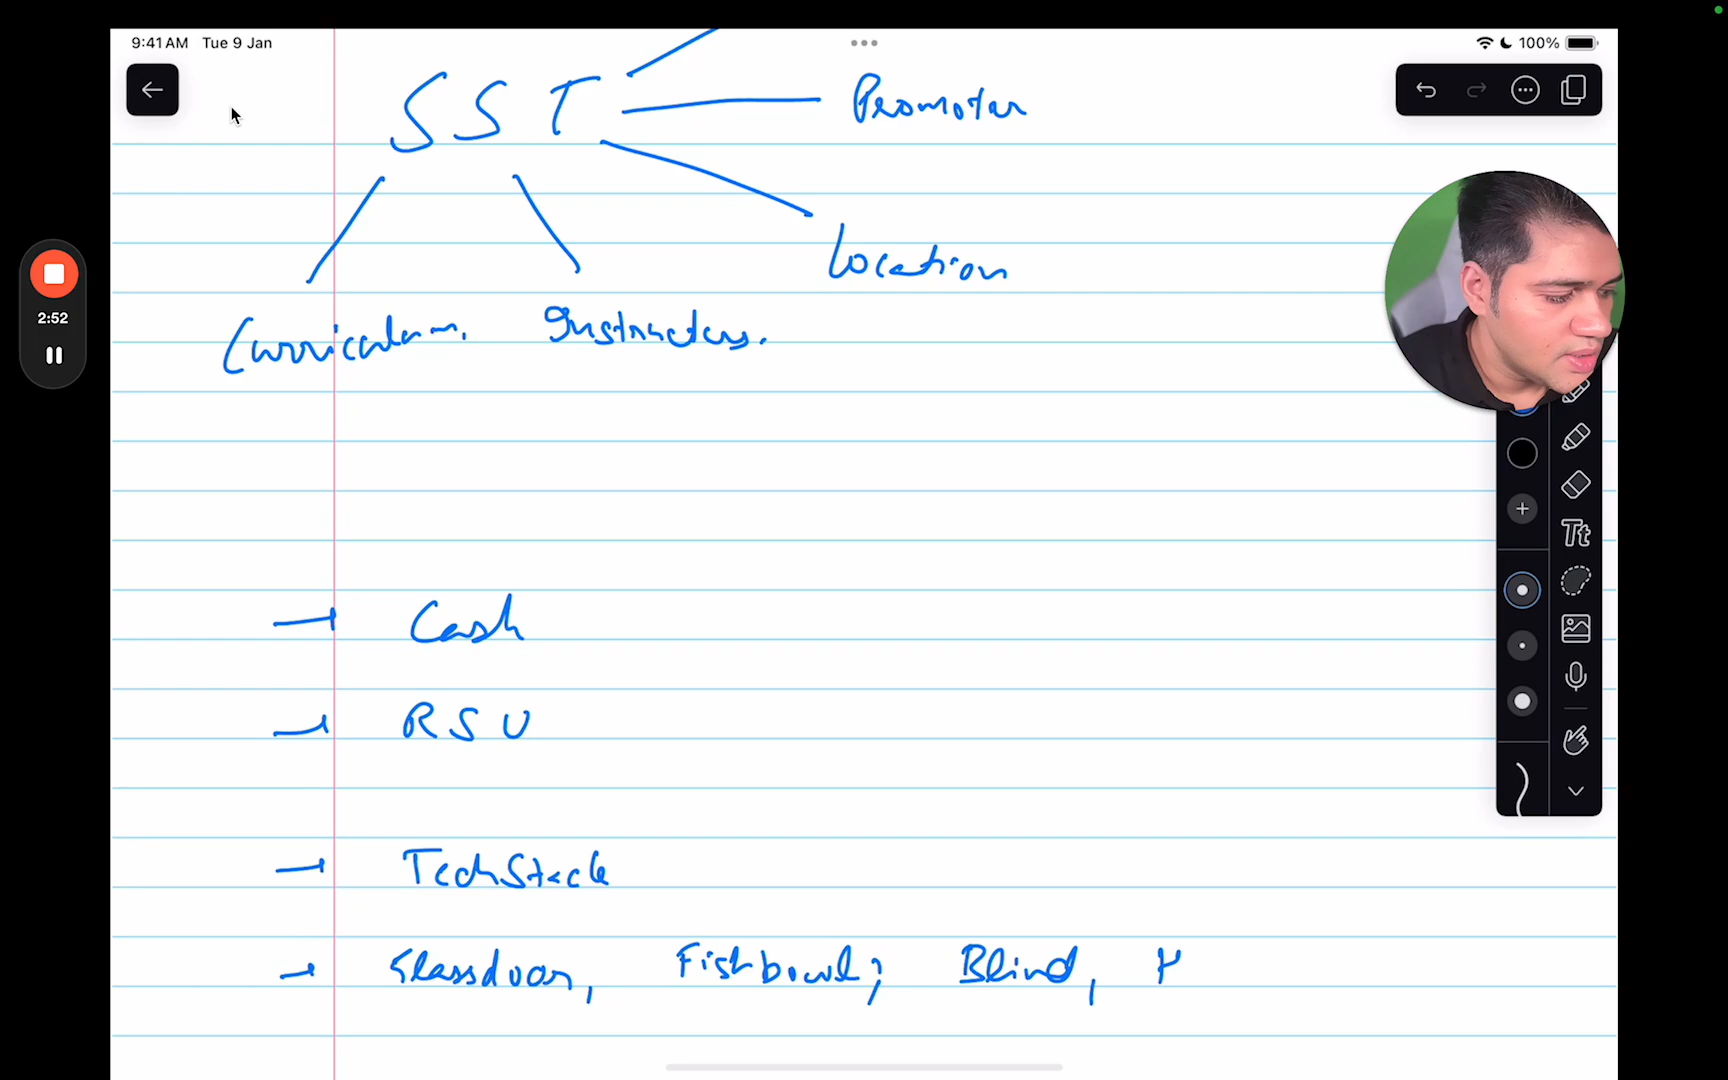 9:41 AM Tue 9 Jan
100%
SST
Promoter
Location
Curriculum.
Instructors.
2:52
Tt
→ Cash
→ RSU
→ TechStack
→ Glassdoor, Fishbowl, Blind,